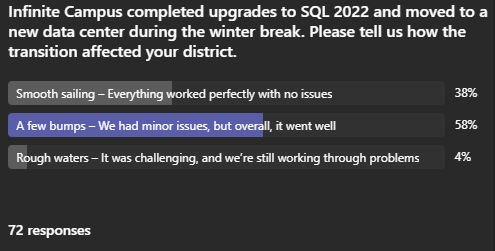 Infinite Campus completed upgrades to SQL 2022 and moved to a
new data center during the winter break. Please tell us how the
transition affected your district.
Smooth sailing – Everything worked perfectly with no issues 38%
A few bumps – We had minor issues, but overall, it went well 58%
Rough waters – It was challenging, and we're still working through problems 4%
72 responses